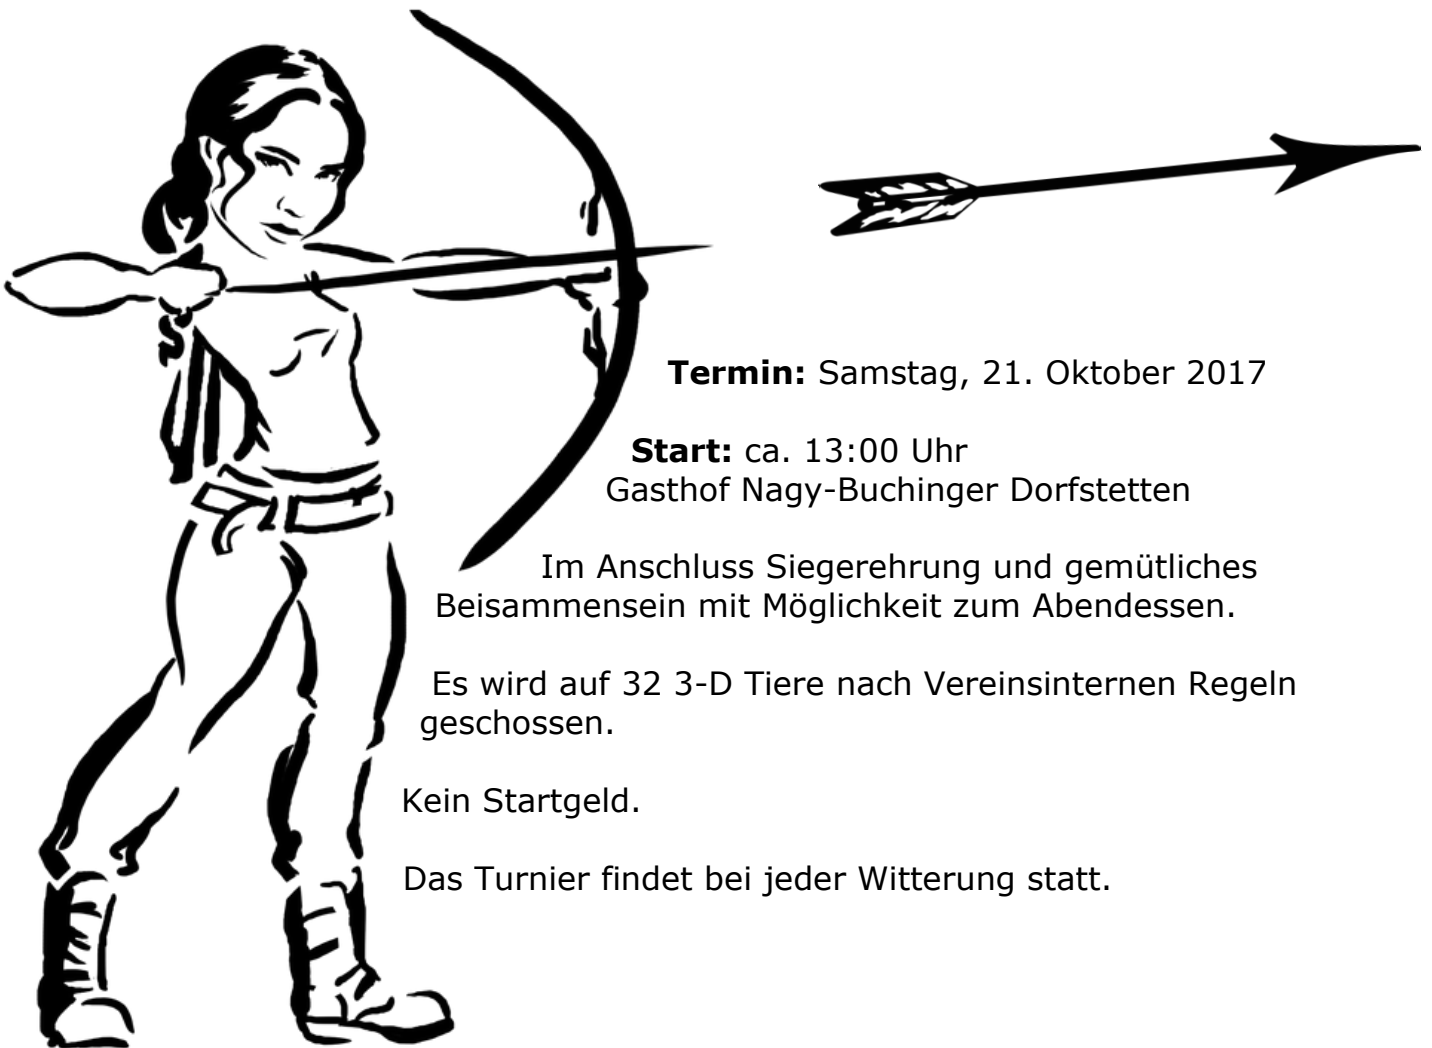 Termin: Samstag, 21. Oktober 2017
Start: ca. 13:00 Uhr
Gasthof Nagy-Buchinger Dorfstetten
Im Anschluss Siegerehrung und gemütliches
Beisammensein mit Möglichkeit zum Abendessen.
Es wird auf 32 3-D Tiere nach Vereinsinternen Regeln
geschossen.
Kein Startgeld.
Das Turnier findet bei jeder Witterung statt.